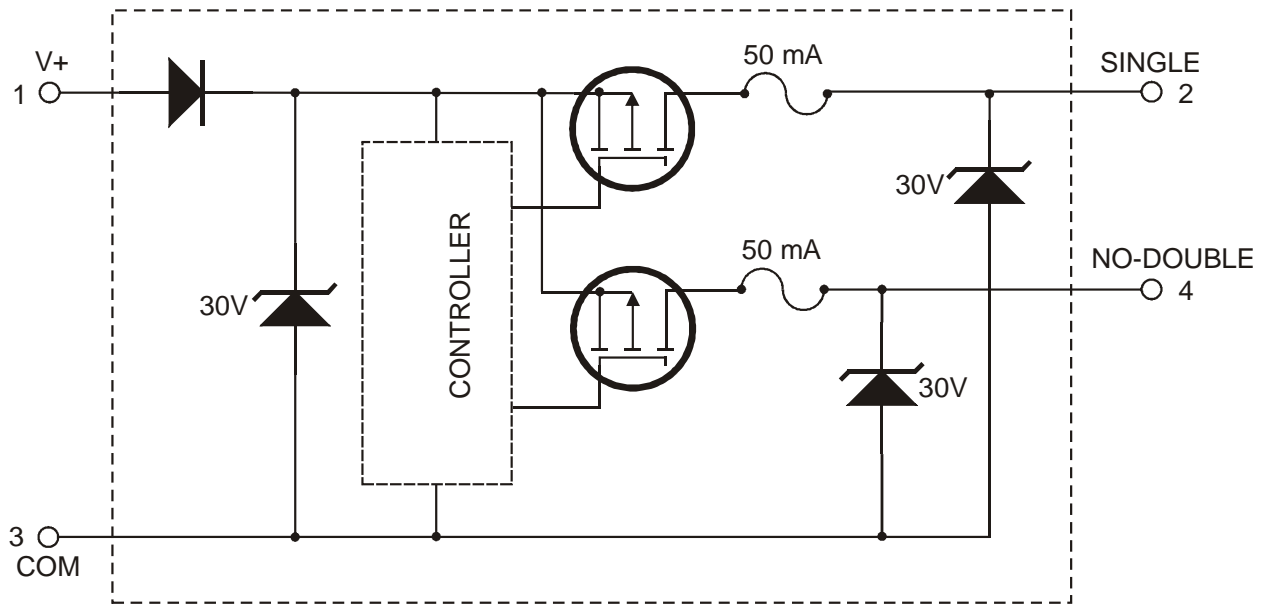 V+
1
50 mA
SINGLE
2
30V
50 mA
NO-DOUBLE
4
30V
CONTROLLER
30V
3
COM